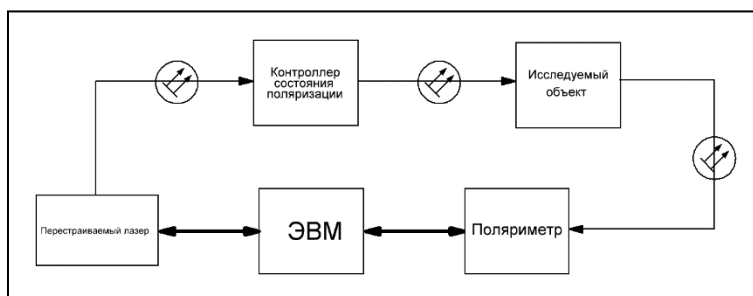 Контроллер
состояния
поляризации
Исследуемый
объект
Перестраиваемый лазер
ЭВМ
Поляриметр